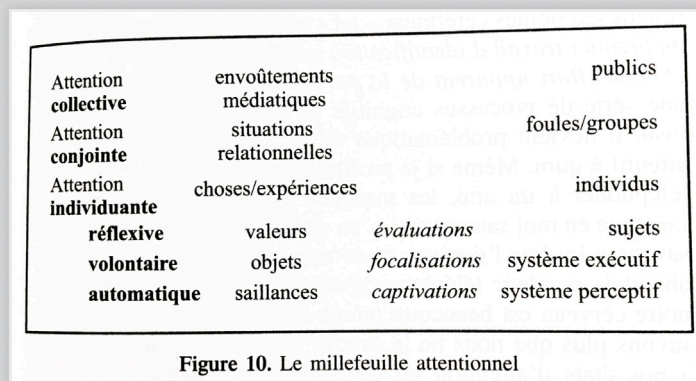 Attention envoûtements publics
collective médiatiques
Attention situations foules/groupes
conjointe relationnelles
Attention choses/expériences individus
individuante
réflexive valeurs évaluations sujets
volontaire objets focalisations système exécutif
automatique saillances captivations système perceptif
Figure 10. Le millefeuille attentionnel